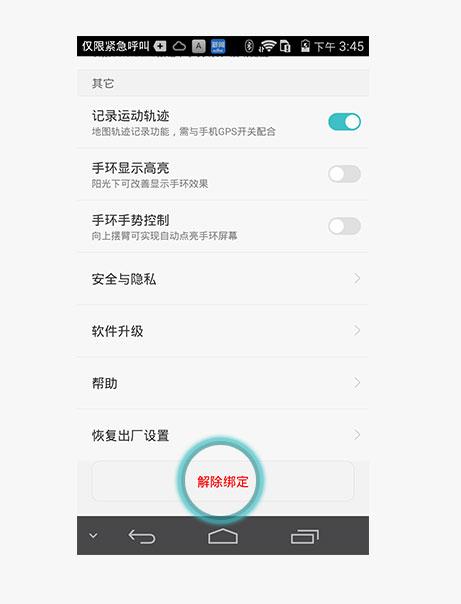 仅限紧急呼叫
A
下午 3:45
其它
记录运动轨迹
地图轨迹记录功能，需与手机GPS开关配合
手环显示高亮
阳光下可改善显示手环效果
手环手势控制
向上摆臂可实现自动点亮手环屏幕
安全与隐私
软件升级
帮助
恢复出厂设置
解除绑定